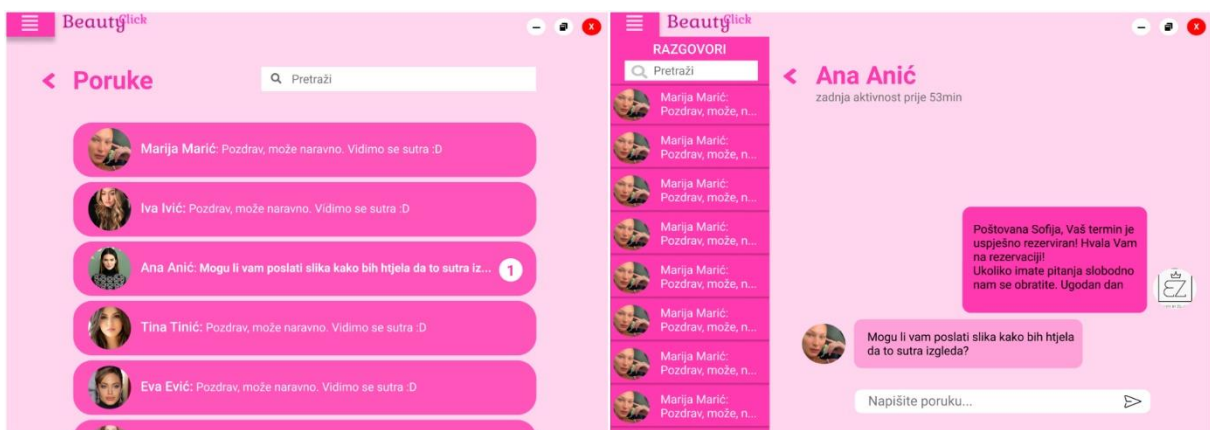 BeautyClick
X
Poruke
Pretraži
Marija Marić: Pozdrav, može naravno. Vidimo se sutra :D
Iva Ivić: Pozdrav, može naravno. Vidimo se sutra :D
Ana Anić: Mogu li vam poslati slika kako bih htjela da to sutra iz...
1
Tina Tinić: Pozdrav, može naravno. Vidimo se sutra :D
Eva Ević: Pozdrav, može naravno. Vidimo se sutra :D
BeautyClick
X
RAZGOVORI
Pretraži
Marija Marić:
Pozdrav, može, n...
Marija Marić:
Pozdrav, može, n...
Marija Marić:
Pozdrav, može, n...
Marija Marić:
Pozdrav, može, n...
Marija Marić:
Pozdrav, može, n...
Marija Marić:
Pozdrav, može, n...
Marija Marić:
Pozdrav, može, n...
Marija Marić:
Pozdrav, može, n...
Ana Anić
zadnja aktivnost prije 53min
Poštovana Sofija, Vaš termin je
uspješno rezerviran! Hvala Vam
na rezervaciji!
Ukoliko imate pitanja slobodno
nam se obratite. Ugodan dan
EZ
Mogu li vam poslati slika kako bih htjela
da to sutra izgleda?
Napišite poruku...